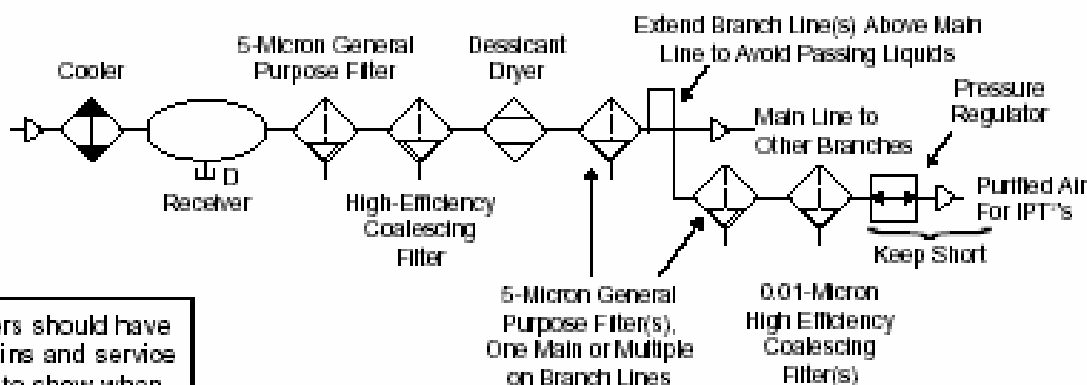 Cooler
5-Micron General
Purpose Filter
Dessicant
Dryer
Extend Branch Line(s) Above Main
Line to Avoid Passing Liquids
Pressure
Regulator
Main Line to
Other Branches
D
Receiver
High-Efficiency
Coalescing
Filter
Purified Air
For IPT's
Keep Short
5-Micron General
Purpose Filter(s),
One Main or Multiple
on Branch Lines
0.01-Micron
High Efficiency
Coalescing
Filter(s)
should have
and service
to show when